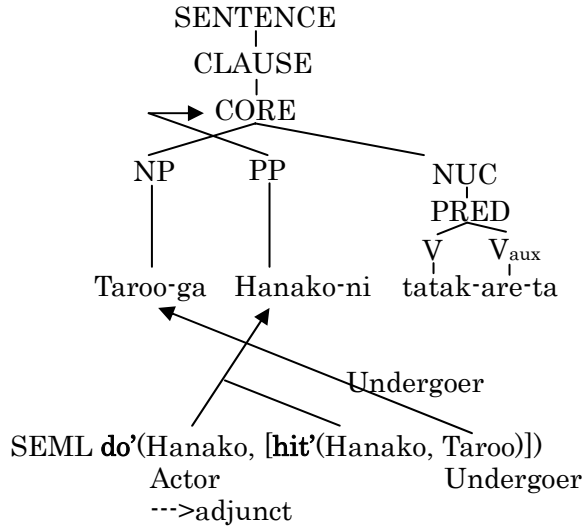 SENTENCE
CLAUSE
CORE
NP PP NUC
PRED
V Vaux
Taroo-ga Hanako-ni tatak-are-ta
Undergoer
SEML do’(Hanako, [hit’(Hanako, Taroo)])
Actor Undergoer
--->adjunct